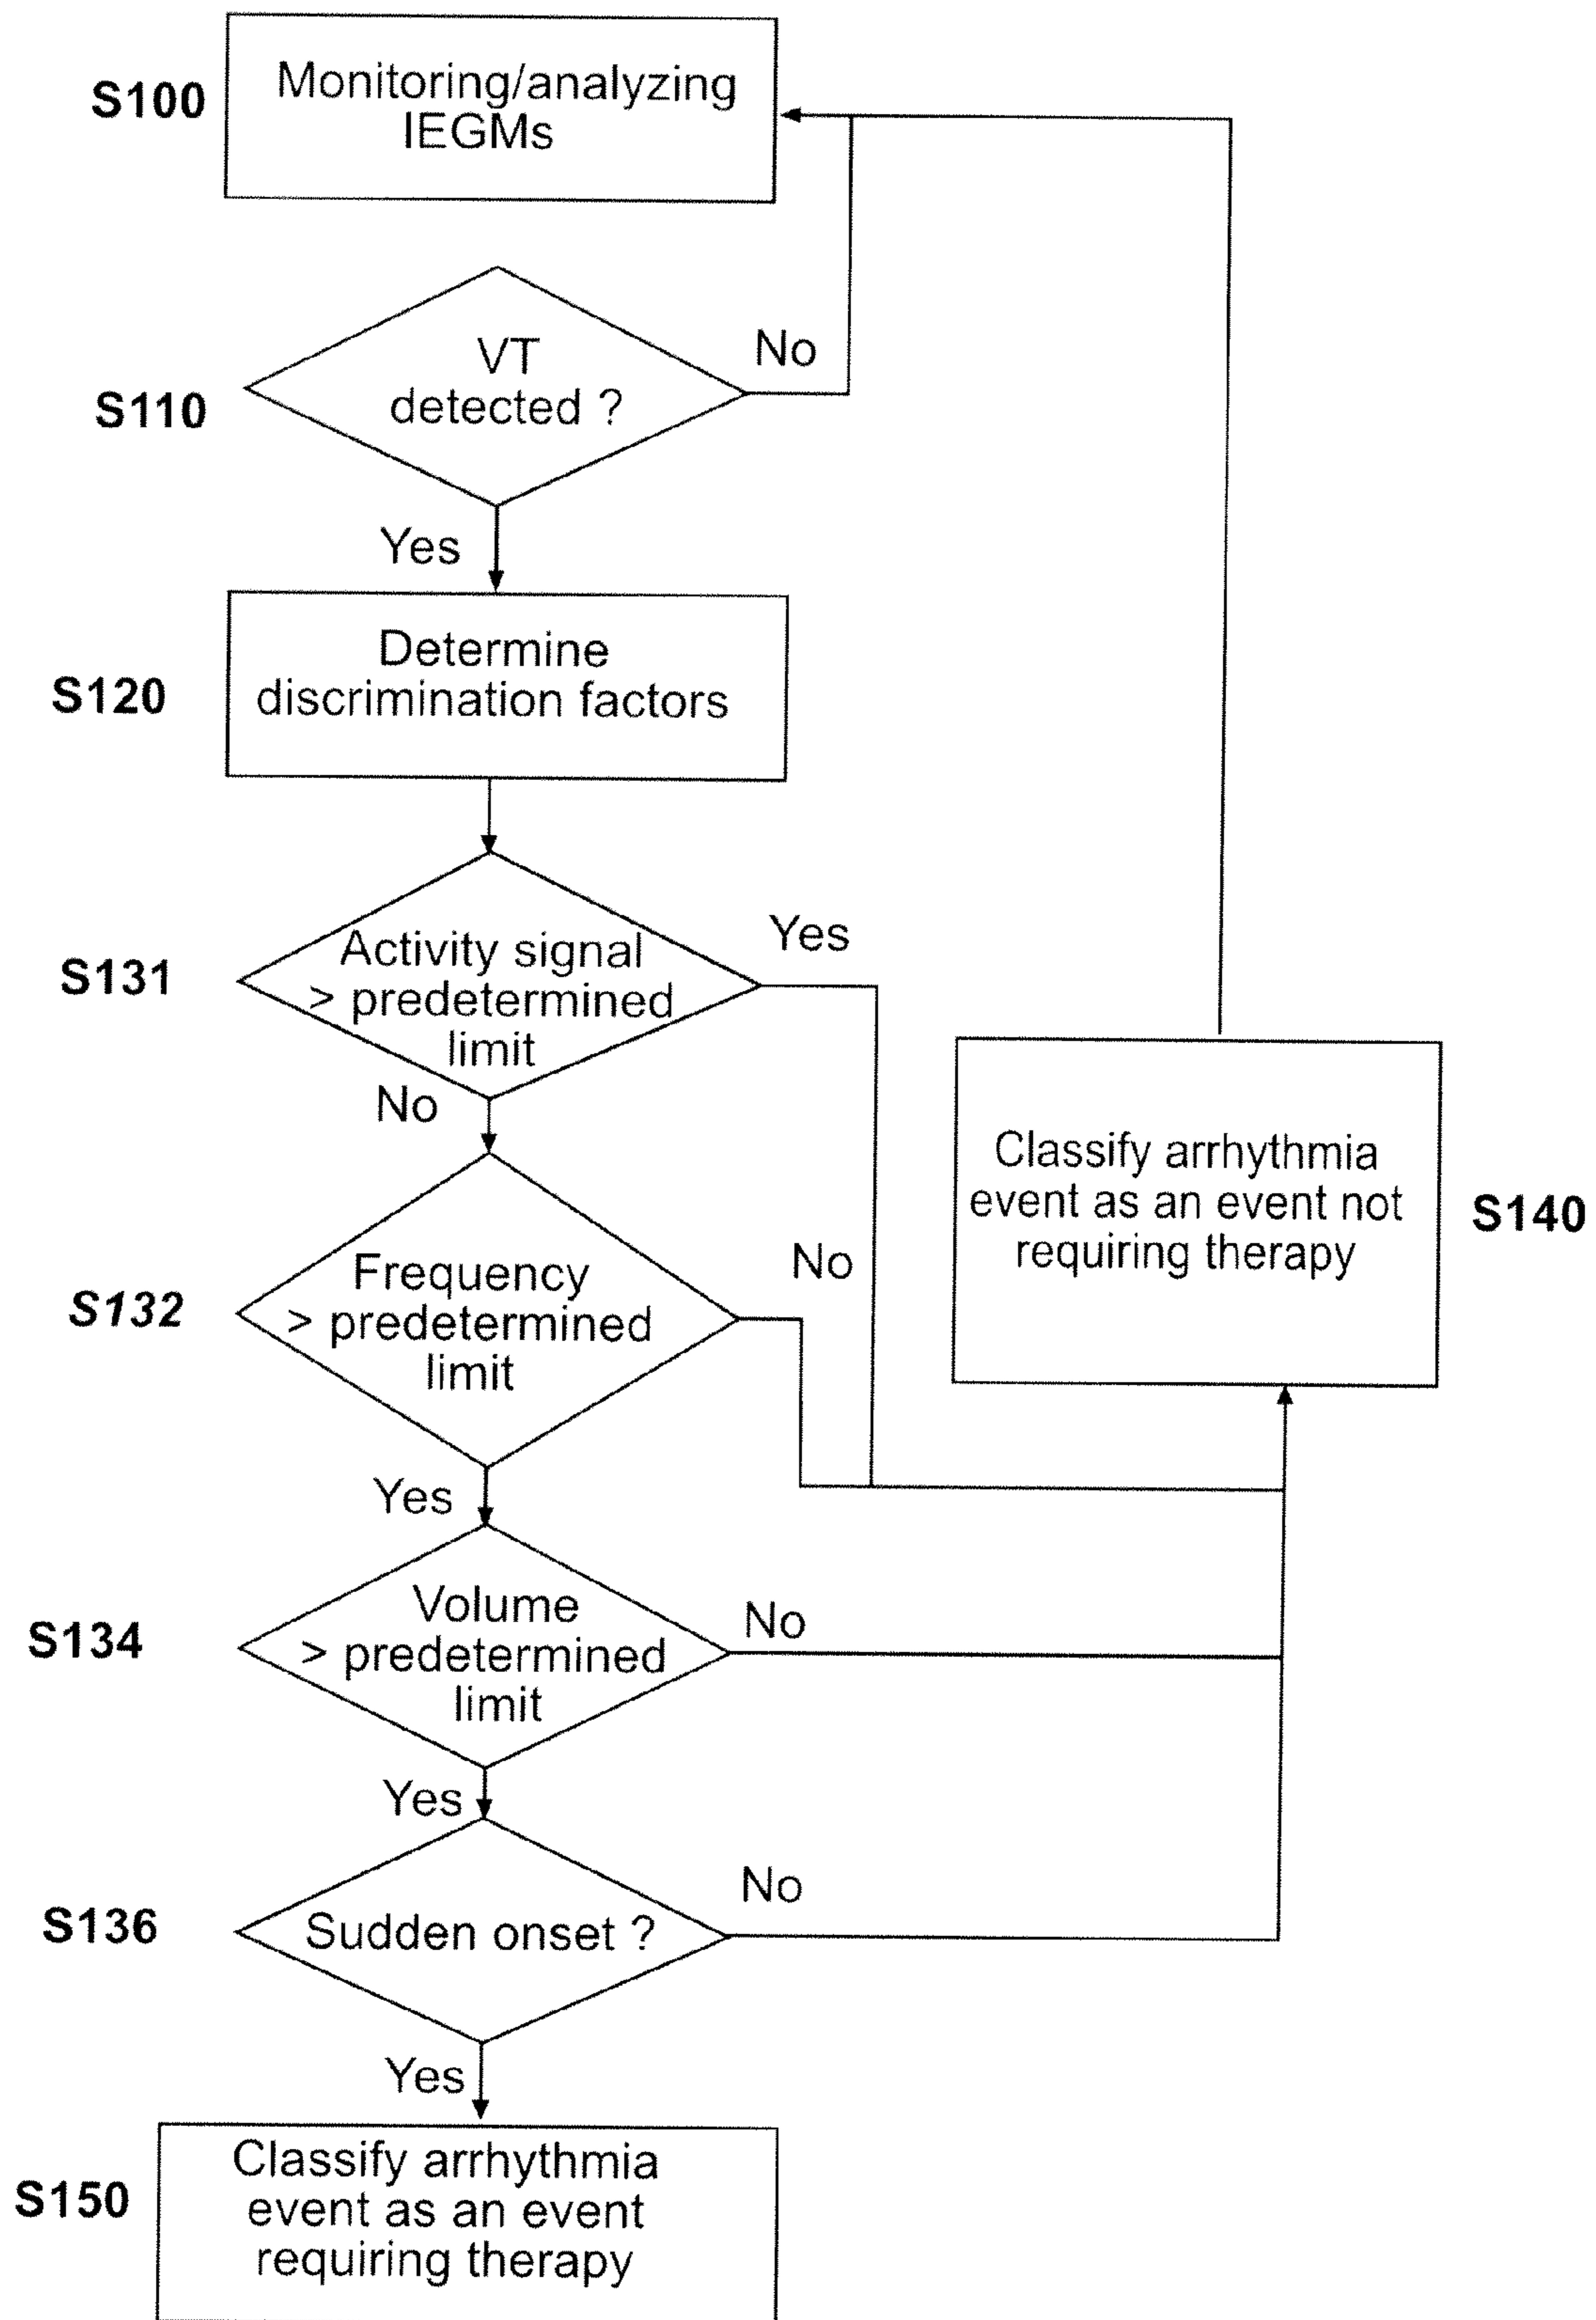 Monitoring/analyzing
S100
IEGMs
VT
No
S110
detected ?
Yes
Determine
S120
discrimination factors
Yes
Activity signal
S131
> predetermined
limit
No
Classify arrhythmia
event as an event not
S140
requiring therapy
No
Frequency
S132
> predetermined
limit
Yes
Volume
No
S134
> predetermined
limit
Yes
No
S136
Sudden onset ?
Yes
Classify arrhythmia
S150
event as an event
requiring therapy